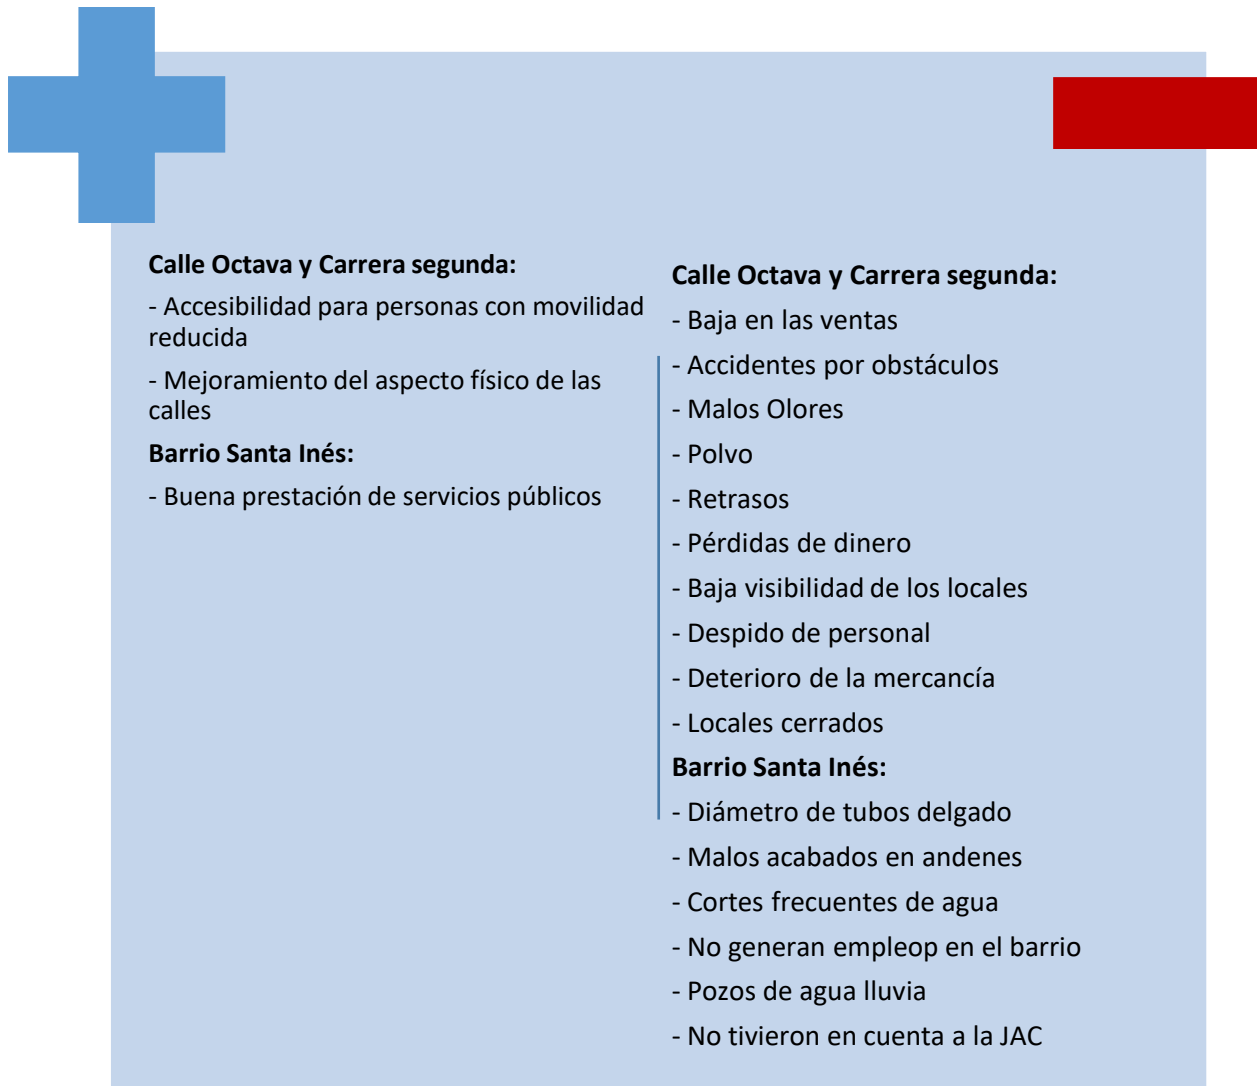 Calle Octava y Carrera segunda:
- Accesibilidad para personas con movilidad
reducida
- Mejoramiento del aspecto físico de las
calles
Barrio Santa Inés:
- Buena prestación de servicios públicos
Calle Octava y Carrera segunda:
- Baja en las ventas
- Accidentes por obstáculos
- Malos Olores
- Polvo
- Retrasos
- Pérdidas de dinero
- Baja visibilidad de los locales
- Despido de personal
- Deterioro de la mercancía
- Locales cerrados
Barrio Santa Inés:
- Diámetro de tubos delgado
- Malos acabados en andenes
- Cortes frecuentes de agua
- No generan empleop en el barrio
- Pozos de agua lluvia
- No tivieron en cuenta a la JAC